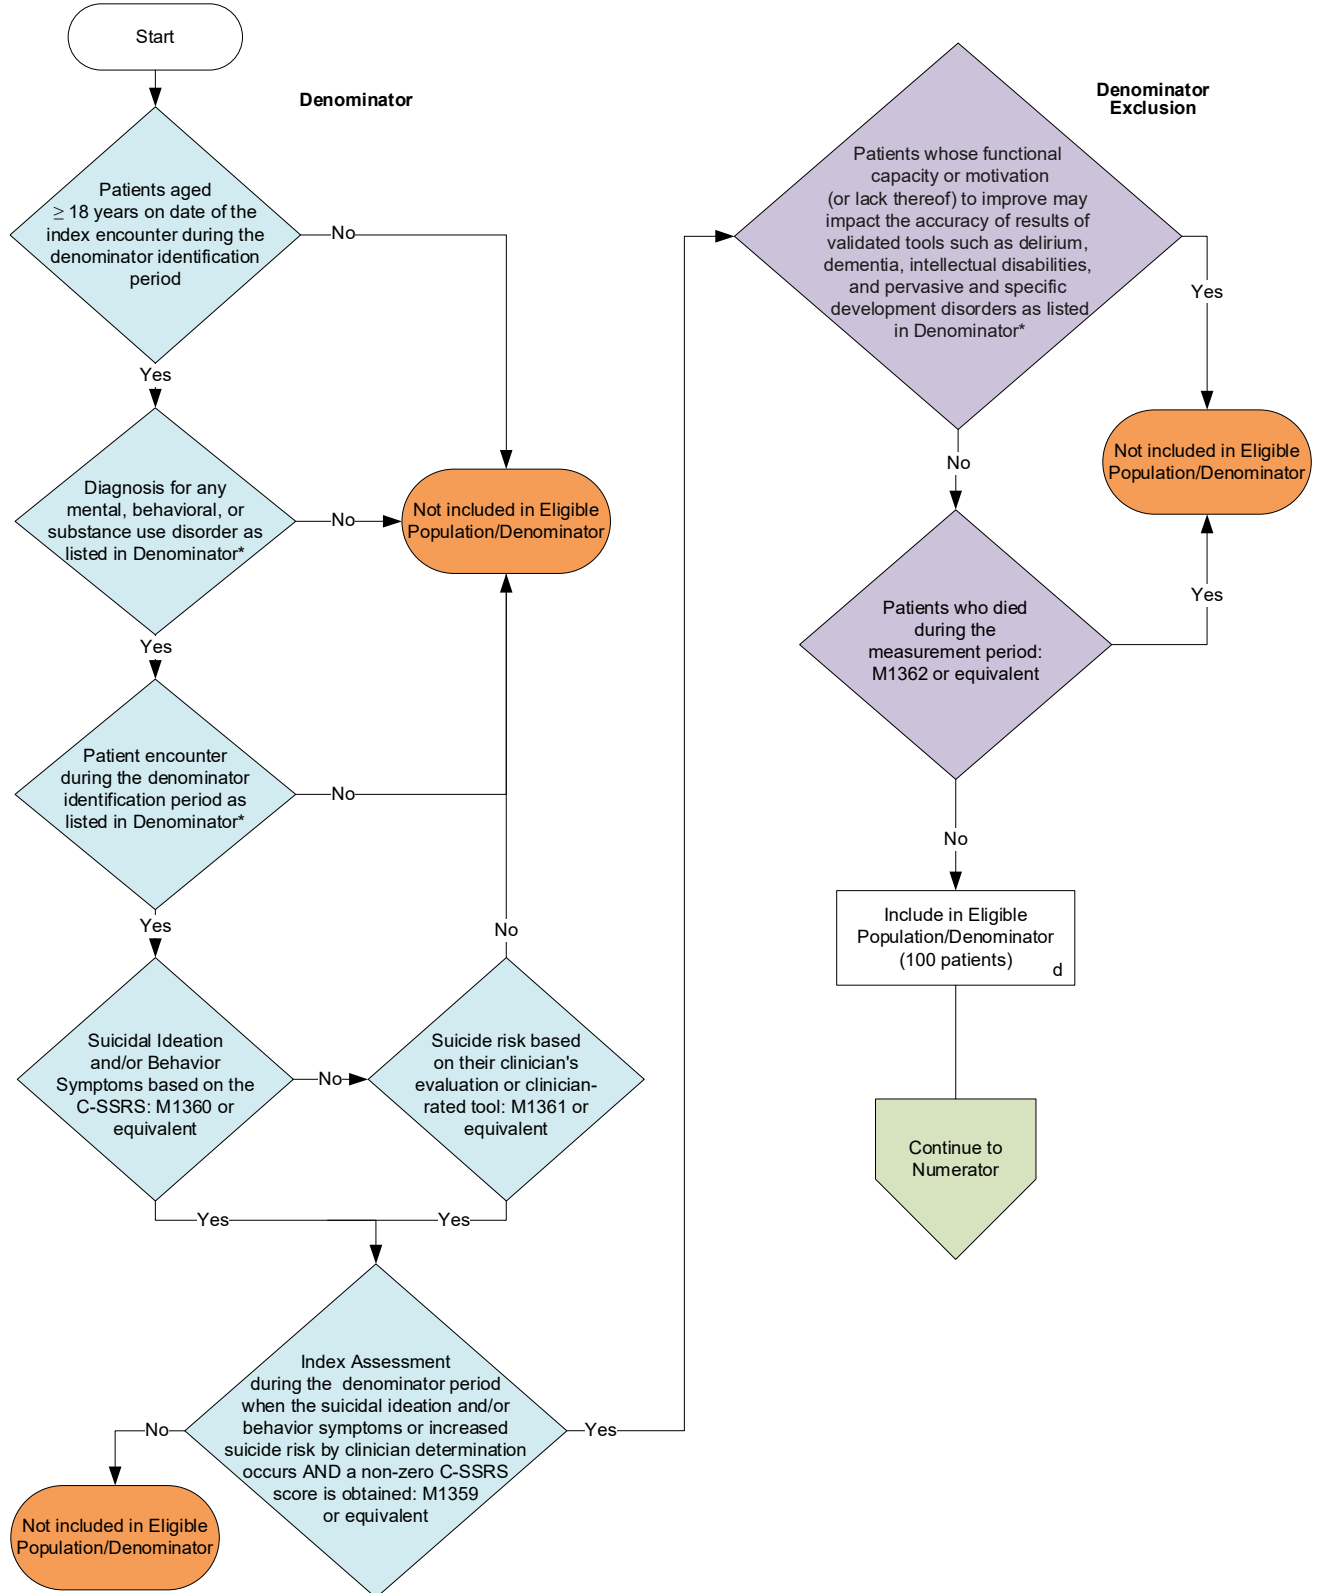 Start
Denominator
Patients aged
≥ 18 years on date of the
index encounter during the
denominator identification
period
No
Yes
Diagnosis for any
mental, behavioral, or
substance use disorder as
listed in Denominator*
No
Not included in Eligible
Population/Denominator
Yes
Patient encounter
during the denominator
identification period as
listed in Denominator*
No
Yes
No
Suicidal Ideation
and/or Behavior
Symptoms based on the
C-SSRS: M1360 or
equivalent
No
Suicide risk based
on their clinician's
evaluation or clinician-
rated tool: M1361 or
equivalent
Yes
Yes
Index Assessment
during the denominator period
when the suicidal ideation and/or
behavior symptoms or increased
suicide risk by clinician determination
occurs AND a non-zero C-SSRS
score is obtained: M1359
or equivalent
No
Yes
Not included in Eligible
Population/Denominator
Denominator
Exclusion
Patients whose functional
capacity or motivation
(or lack thereof) to improve may
impact the accuracy of results of
validated tools such as delirium,
dementia, intellectual disabilities,
and pervasive and specific
development disorders as listed
in Denominator*
Yes
No
Not included in Eligible
Population/Denominator
Patients who died
during the
measurement period:
M1362 or equivalent
Yes
No
Include in Eligible
Population/Denominator
(100 patients)
d
Continue to
Numerator